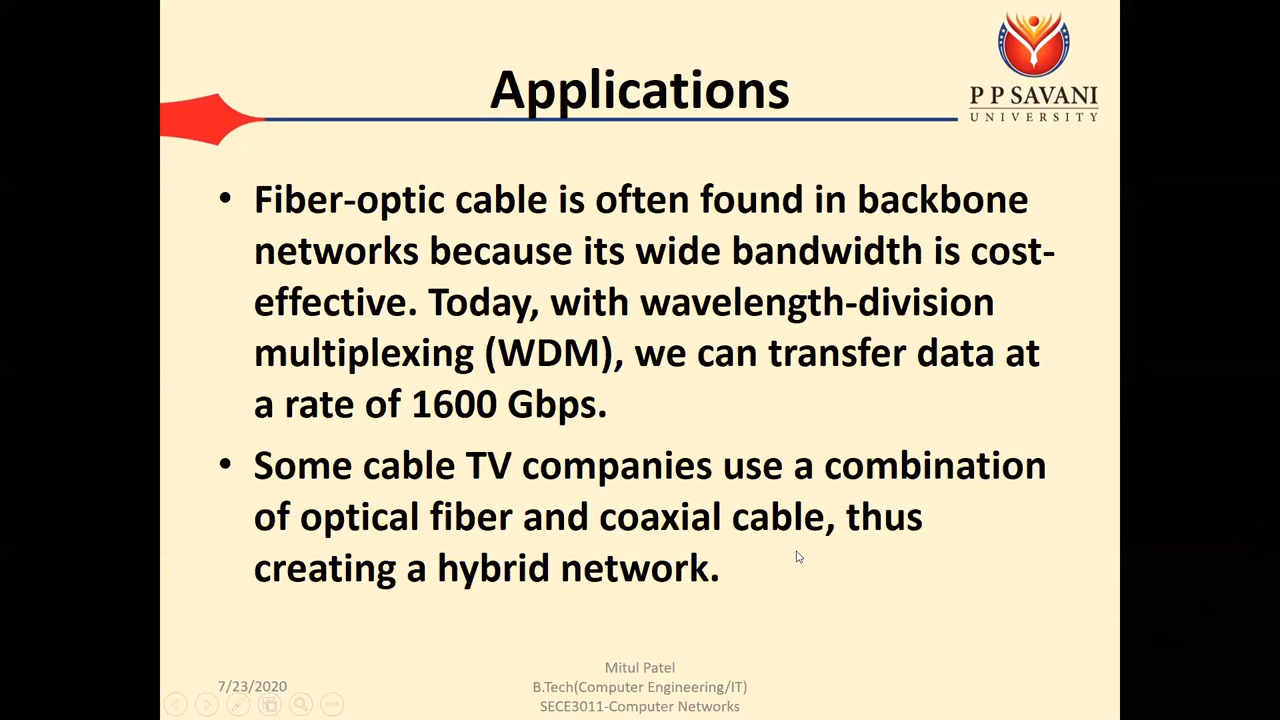 Applications
P P SAVANI
UNIVERSITY
• Fiber-optic cable is often found in backbone
networks because its wide bandwidth is cost-
effective. Today, with wavelength-division
multiplexing (WDM), we can transfer data at
a rate of 1600 Gbps.
• Some cable TV companies use a combination
of optical fiber and coaxial cable, thus
creating a hybrid network.
7/23/2020
Mitul Patel
B.Tech(Computer Engineering/IT)
SECE3011-Computer Networks